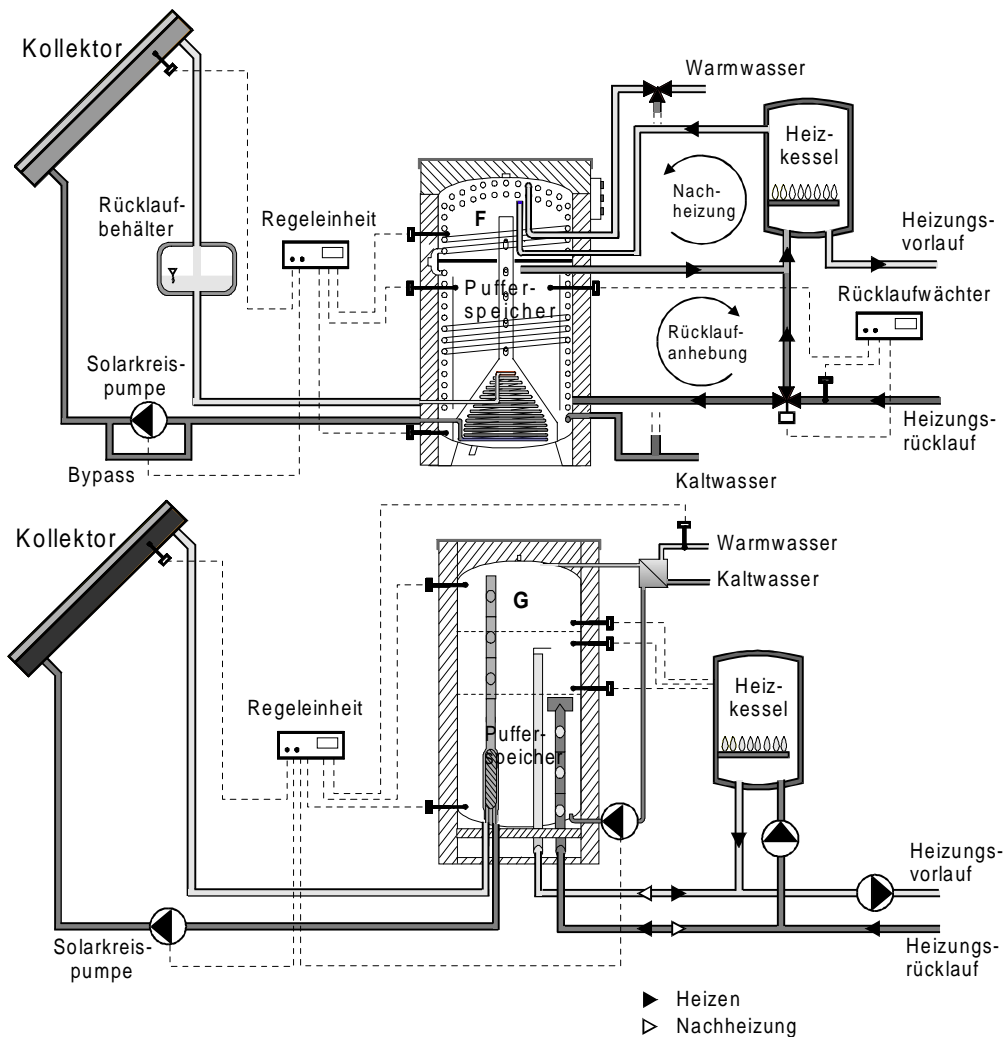 Kollektor
Warmwasser
Heiz-
kessel
Rücklauf-
behälter
Regeleinheit
F
Nach-
heizung
Heizungs-
vorlauf
Puffer-
speicher
Rücklaufwächter
Rücklauf-
anhebung
Solarkreis-
pumpe
Heizungs-
rücklauf
Bypass
Kaltwasser
Kollektor
Warmwasser
Kaltwasser
G
Regeleinheit
Heiz-
kessel
Puffer-
speicher
Heizungs-
vorlauf
Solarkreis-
pumpe
Heizungs-
rücklauf
Heizen
Nachheizung